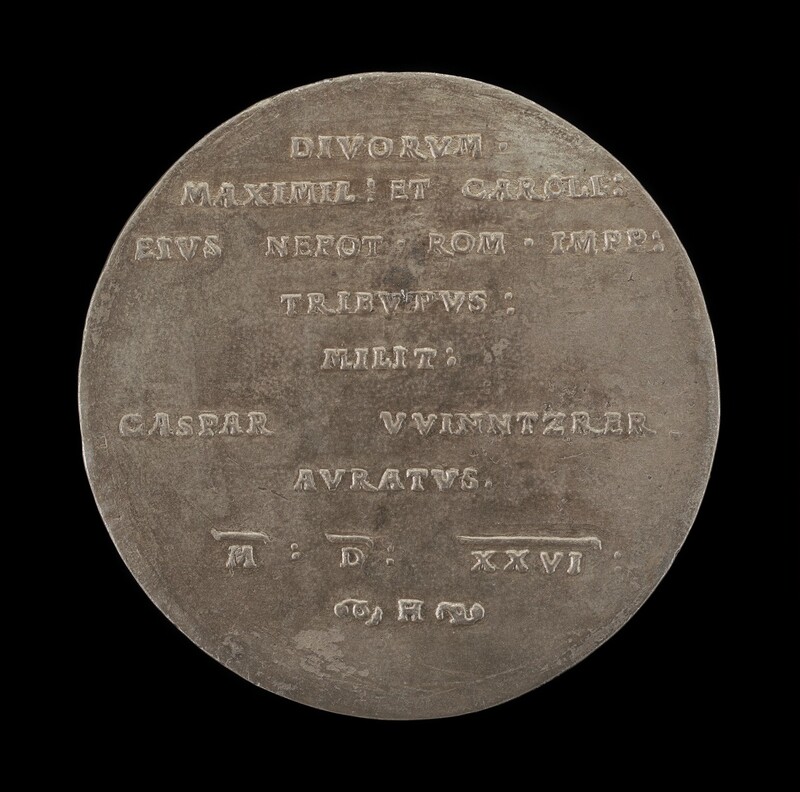 DIVORVM ·
MAXIMIL : ET CAROLI :
EIVS NEPOT · ROM · IMPP :
TRIBVTVS :
MILIT :
CASPAR VVINNTZRER
AVRATVS .
M : D : XXVI :
H